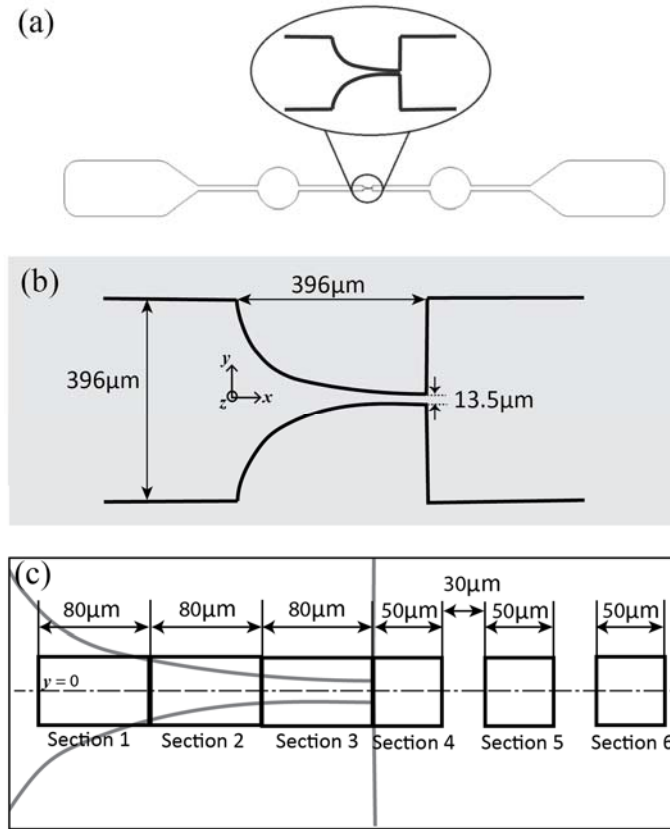 (a)
(b)
396μm
396μm
y
z
x
13.5μm
(c)
30μm
80μm
80μm
80μm
50μm
50μm
50μm
y = 0
Section 1
Section 2
Section 3
Section 4
Section 5
Section 6